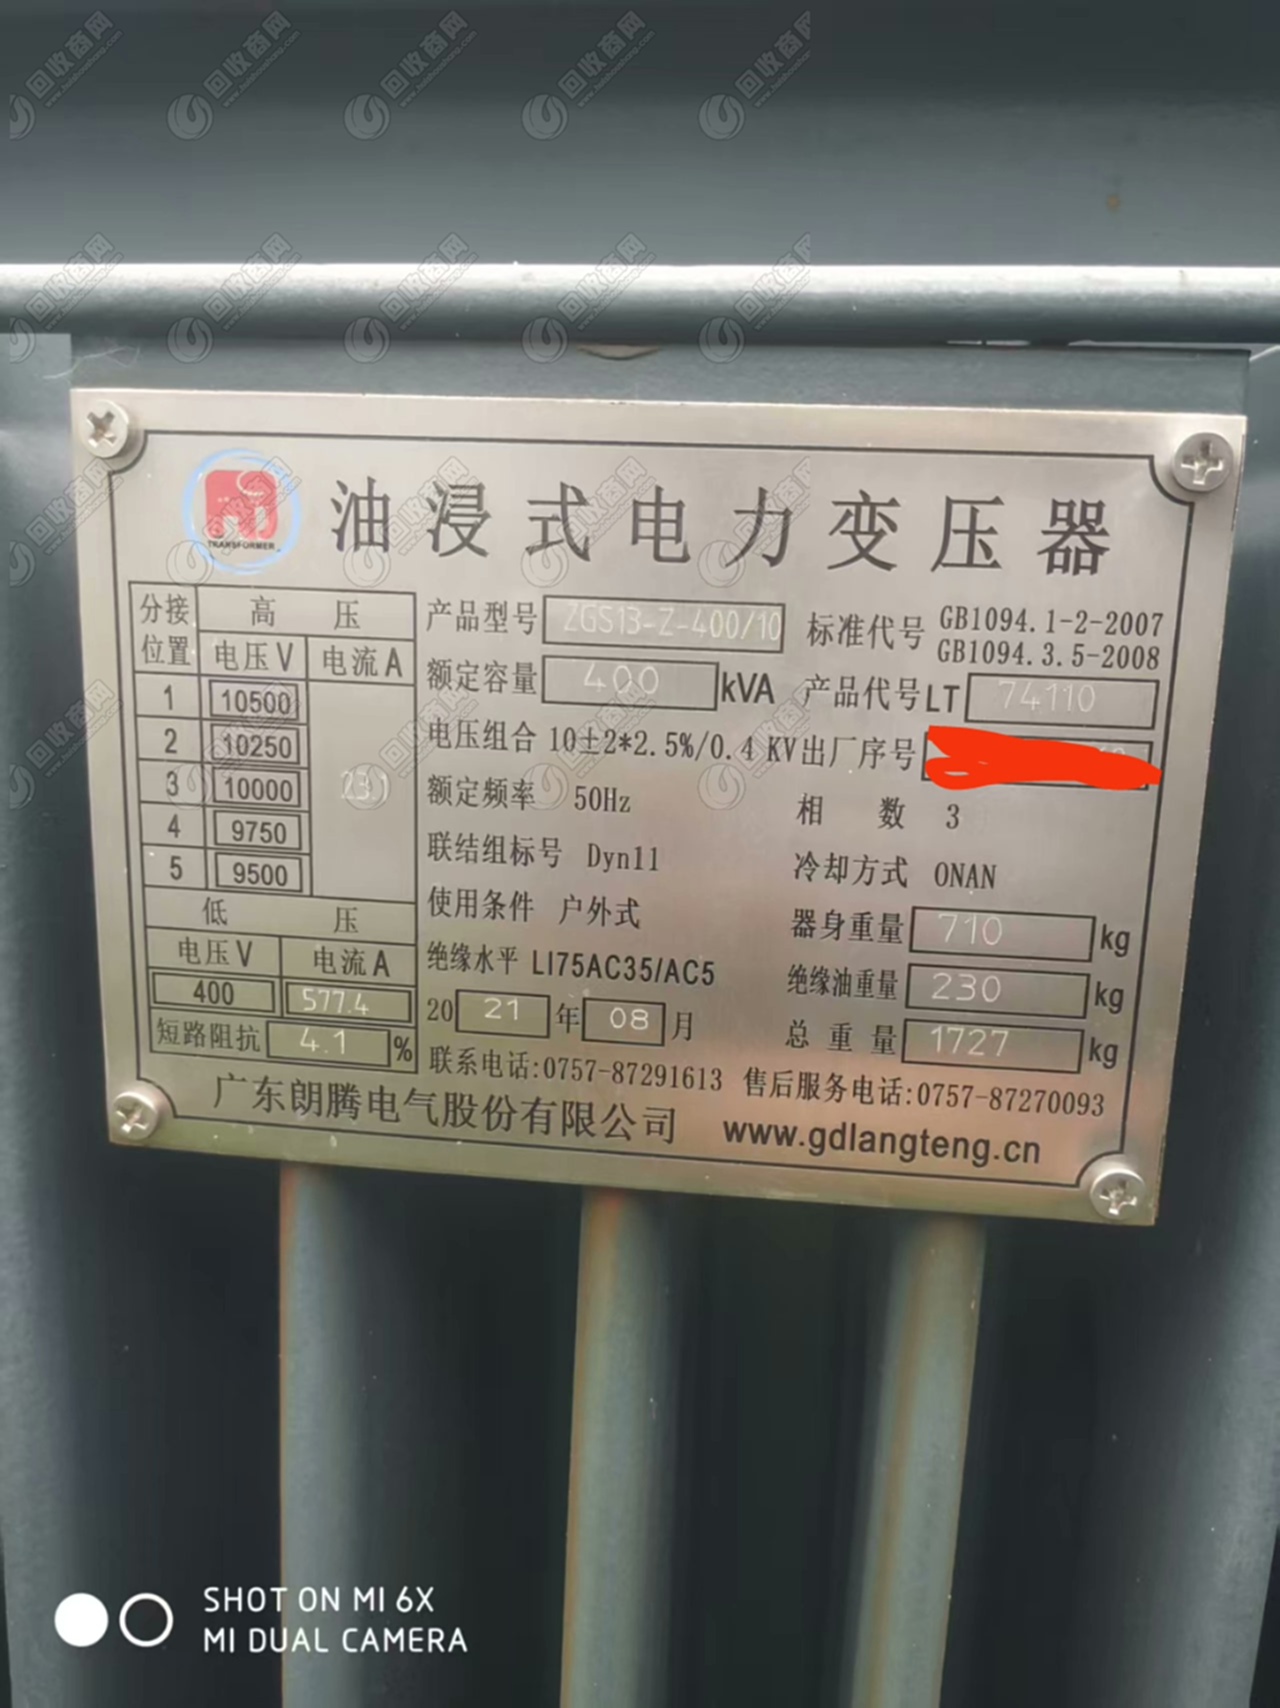 油浸式电力变压器
TRANSFORMER
分接位置 高压
电压V 电流A
1 10500
2 10250
3 10000 23.1
4 9750
5 9500
低压
电压V 电流A
400 577.4
短路阻抗 4.1 %
产品型号 ZGS13-Z-400/10 标准代号 GB1094.1-2-2007
GB1094.3.5-2008
额定容量 400 kVA 产品代号LT 74110
电压组合 10±2*2.5%/0.4 KV 出厂序号
额定频率 50Hz 相数 3
联结组标号 Dyn11 冷却方式 ONAN
使用条件 户外式 器身重量 710 kg
绝缘水平 LI75AC35/AC5 绝缘油重量 230 kg
20 21 年 08 月 总重量 1727 kg
联系电话:0757-87291613 售后服务电话:0757-87270093
广东朗腾电气股份有限公司 www.gdlangteng.cn
SHOT ON MI 6X
MI DUAL CAMERA
回收商网